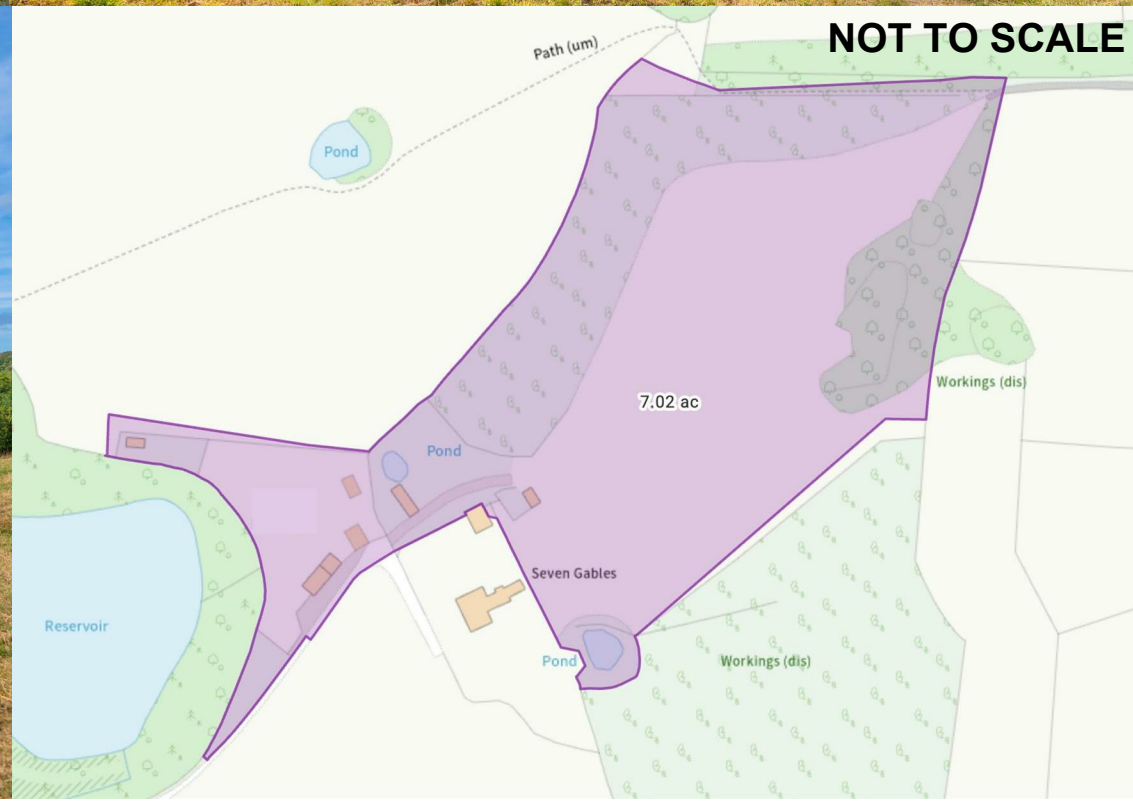 NOT TO SCALE
Path (um)
Pond
Workings (dis)
7.02 ac
Pond
Seven Gables
Reservoir
Pond
Workings (dis)